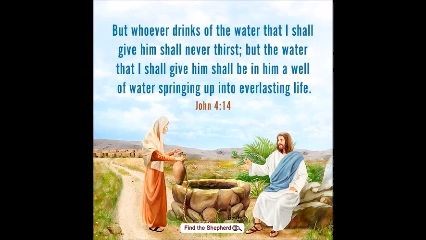 But whoever drinks of the water that I shall
give him shall never thirst; but the water
that I shall give him shall be in him a well
of water springing up into everlasting life.
John 4:14
Find the Shepherd